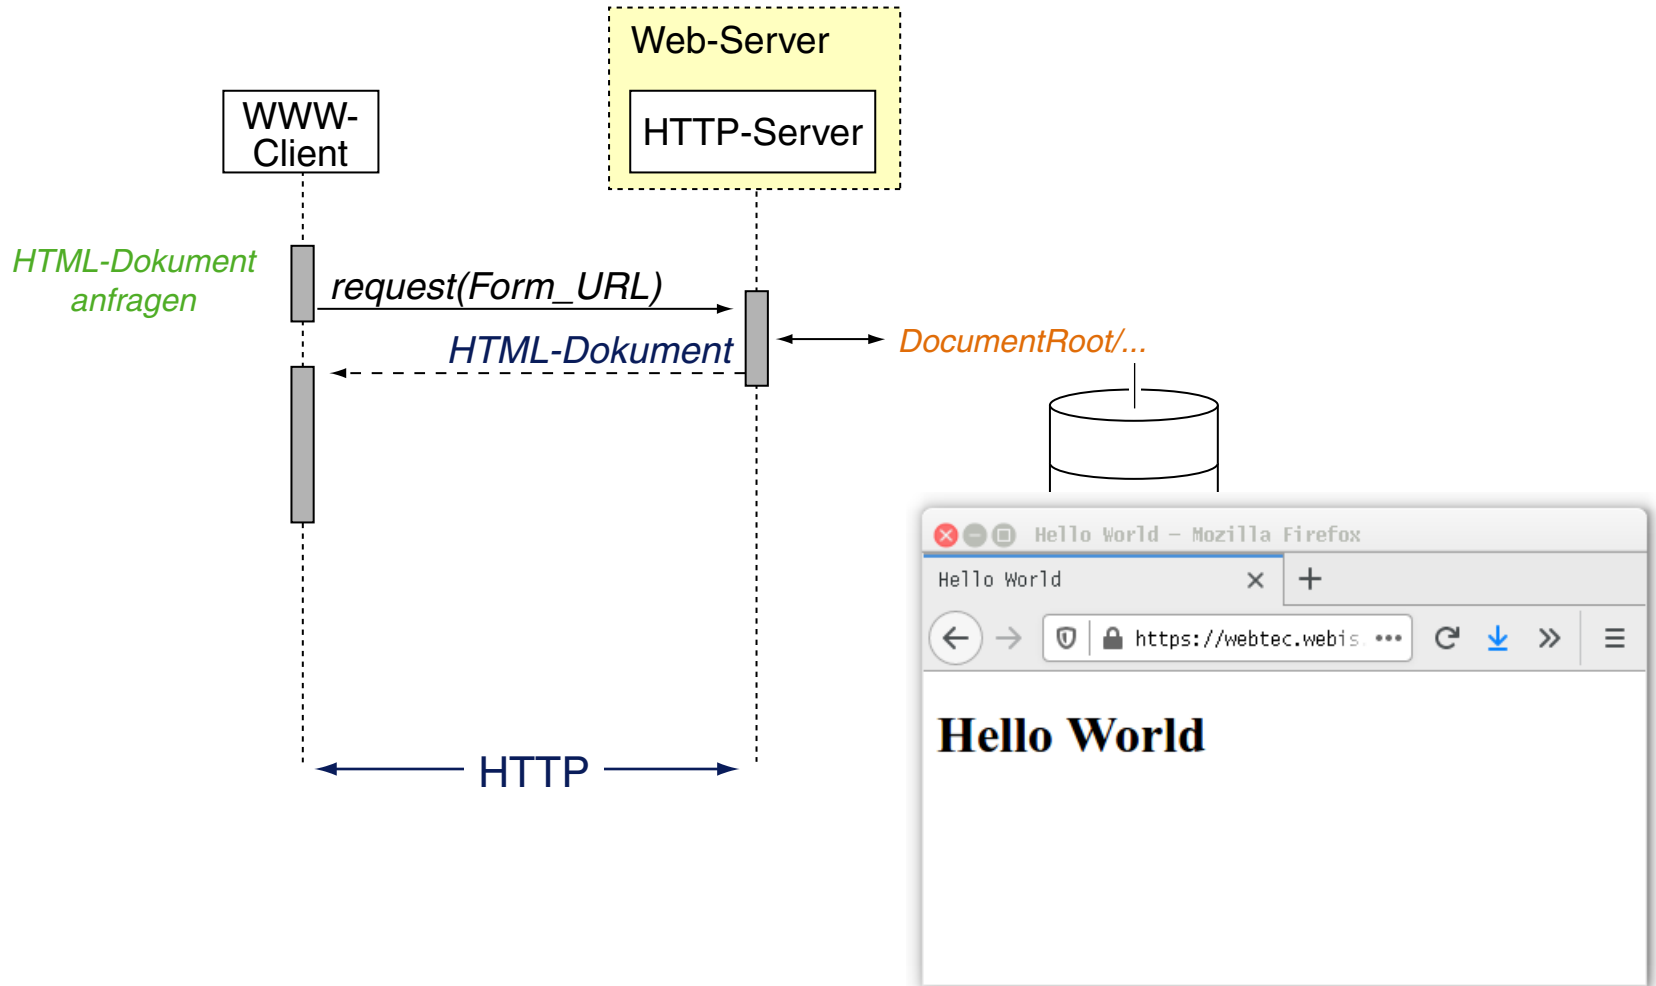 Web-Server
WWW-
Client
HTTP-Server
HTML-Dokument
anfragen
request(Form_URL)
HTML-Dokument
DocumentRoot/...
Hello World - Mozilla Firefox
Hello World
https://webtec.webis.
Hello World
HTTP